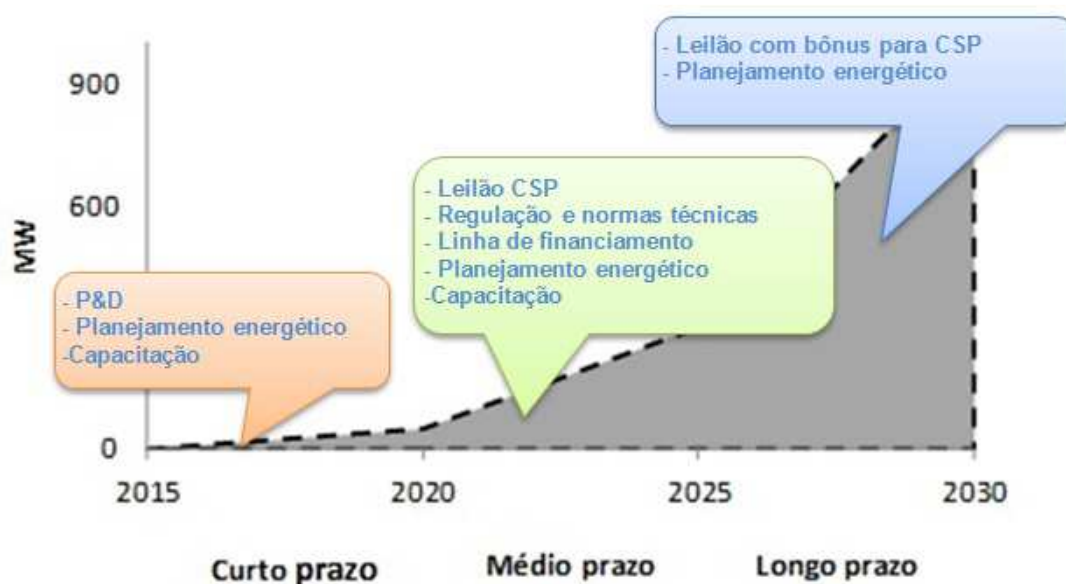 900
- Leilão com bônus para CSP
- Planejamento energético
600
MW
- Leilão CSP
- Regulação e normas técnicas
- Linha de financiamento
- Planejamento energético
-Capacitação
- P&D
- Planejamento energético
-Capacitação
0
2015 2020 2025 2030
Curto prazo Médio prazo Longo prazo